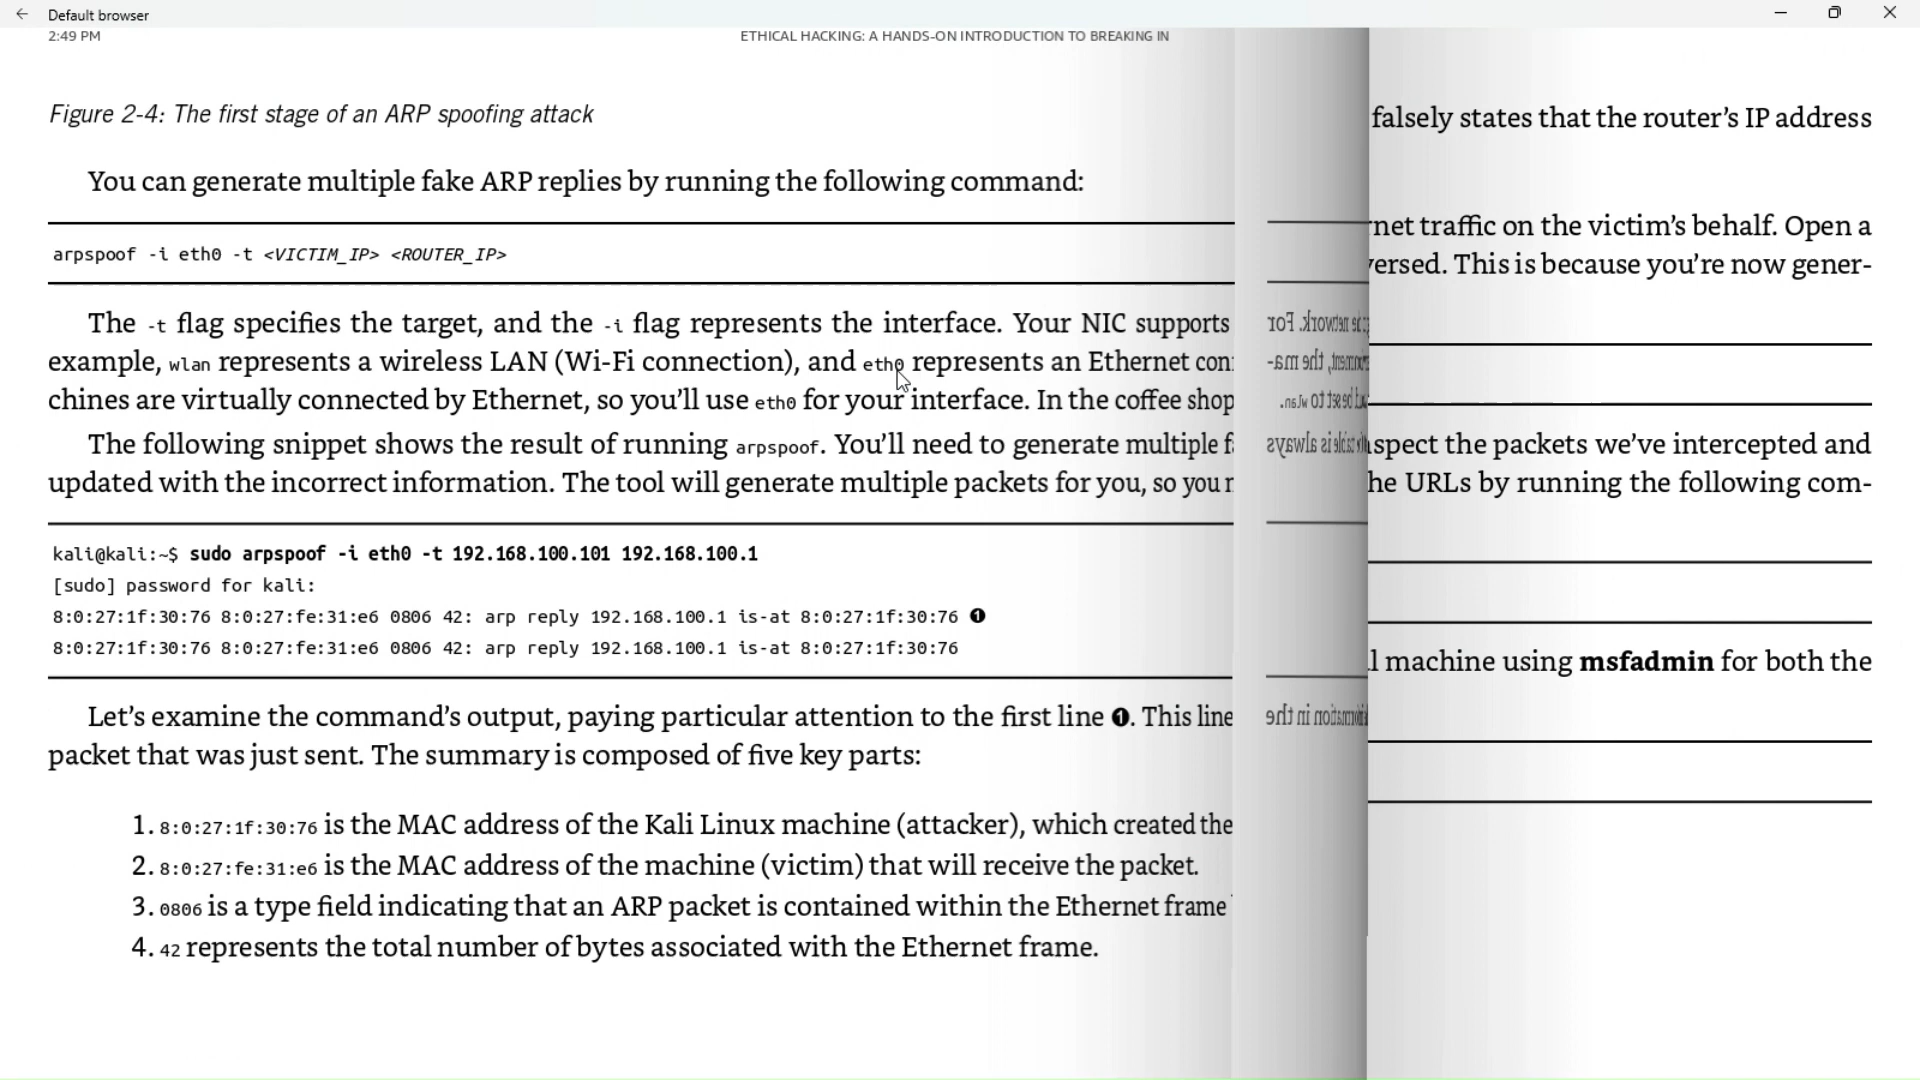 Default browser
2:49 PM
ETHICAL HACKING: A HANDS-ON INTRODUCTION TO BREAKING IN
Figure 2-4: The first stage of an ARP spoofing attack
You can generate multiple fake ARP replies by running the following command:
arpspoof -i eth0 -t <VICTIM_IP> <ROUTER_IP>
The -t flag specifies the target, and the -i flag represents the interface. Your NIC supports
example, wlan represents a wireless LAN (Wi-Fi connection), and eth0 represents an Ethernet
chines are virtually connected by Ethernet, so you'll use eth0 for your interface. In the coffee shop
The following snippet shows the result of running arpspoof. You'll need to generate multiple
updated with the incorrect information. The tool will generate multiple packets for you, so you
kali@kali:~$ sudo arpspoof -i eth0 -t 192.168.100.101 192.168.100.1
[sudo] password for kali:
8:0:27:1f:30:76 8:0:27:fe:31:e6 0806 42: arp reply 192.168.100.1 is-at 8:0:27:1f:30:76 ❶
8:0:27:1f:30:76 8:0:27:fe:31:e6 0806 42: arp reply 192.168.100.1 is-at 8:0:27:1f:30:76
Let's examine the command's output, paying particular attention to the first line ❶. This line
packet that was just sent. The summary is composed of five key parts:
1. 8:0:27:1f:30:76 is the MAC address of the Kali Linux machine (attacker), which created the
2. 8:0:27:fe:31:e6 is the MAC address of the machine (victim) that will receive the packet.
3. 0806 is a type field indicating that an ARP packet is contained within the Ethernet frame
4. 42 represents the total number of bytes associated with the Ethernet frame.
falsely states that the router's IP address
traffic on the victim's behalf. Open a
This is because you're now gener-
the packets we've intercepted and
URLs by running the following com-
machine using msfadmin for both the